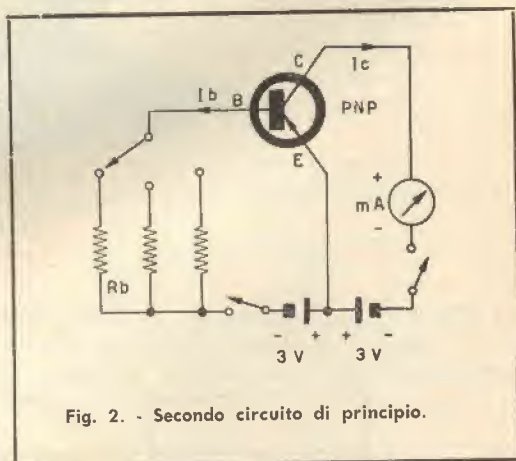 C
Ic
Ib
B
PNP
E
+
mA
-
Rb
- + + -
3 V 3 V
Fig. 2. - Secondo circuito di principio.